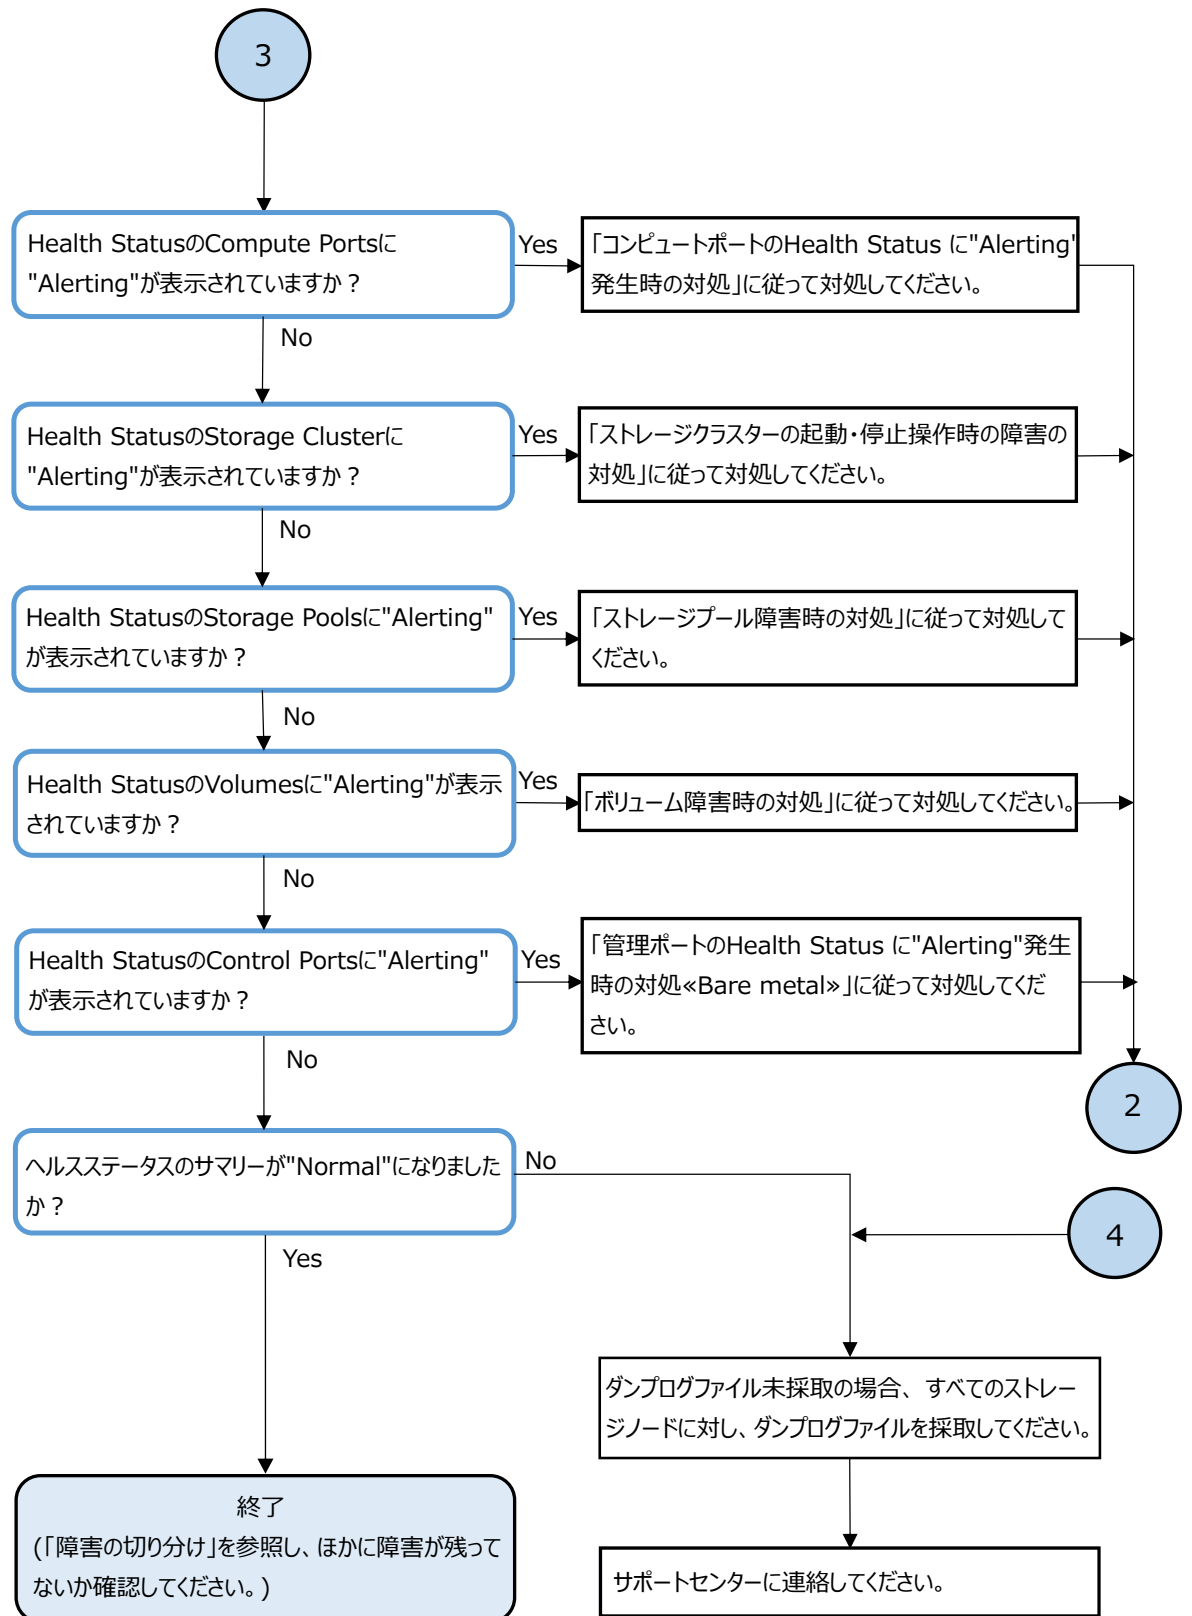 3
Health StatusのCompute Portsに
"Alerting"が表示されていますか？
Yes
「コンピュートポートのHealth Status に"Alerting"
発生時の対処」に従って対処してください。
No
Health StatusのStorage Clusterに
"Alerting"が表示されていますか？
Yes
「ストレージクラスターの起動・停止操作時の障害の
対処」に従って対処してください。
No
Health StatusのStorage Poolsに"Alerting"
が表示されていますか？
Yes
「ストレージプール障害時の対処」に従って対処して
ください。
No
Health StatusのVolumesに"Alerting"が表示
されていますか？
Yes
「ボリューム障害時の対処」に従って対処してください。
No
Health StatusのControl Portsに"Alerting"
が表示されていますか？
Yes
「管理ポートのHealth Status に"Alerting"発生
時の対処«Bare metal»」に従って対処してくだ
さい。
No
2
ヘルスステータスのサマリーが"Normal"になりました
か？
No
4
Yes
ダンプログファイル未採取の場合、すべてのストレー
ジノードに対し、ダンプログファイルを採取してください。
終了
(「障害の切り分け」を参照し、ほかに障害が残って
ないか確認してください。)
サポートセンターに連絡してください。